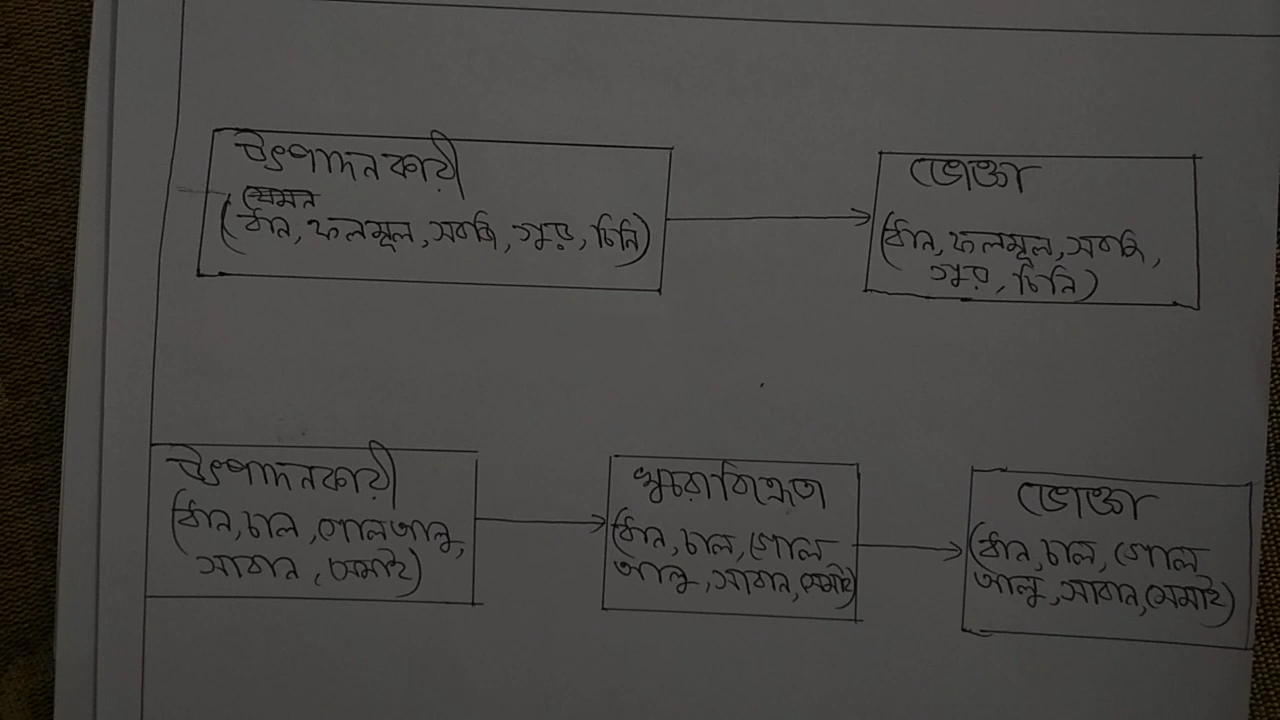 উৎপাদনকারী
যেমন
(ধান, ফলমূল, সবজি, গুর, চিনি)
ভোক্তা
(ধান, ফলমূল, সবজি,
গুর, চিনি)
উৎপাদনকারী
(ধান, চাল, গোলআলু,
সাবান, সেমাই)
খুচরা বিক্রেতা
(ধান, চাল, গোল
আলু, সাবান, সেমাই)
ভোক্তা
(ধান, চাল, গোল
আলু, সাবান, সেমাই)